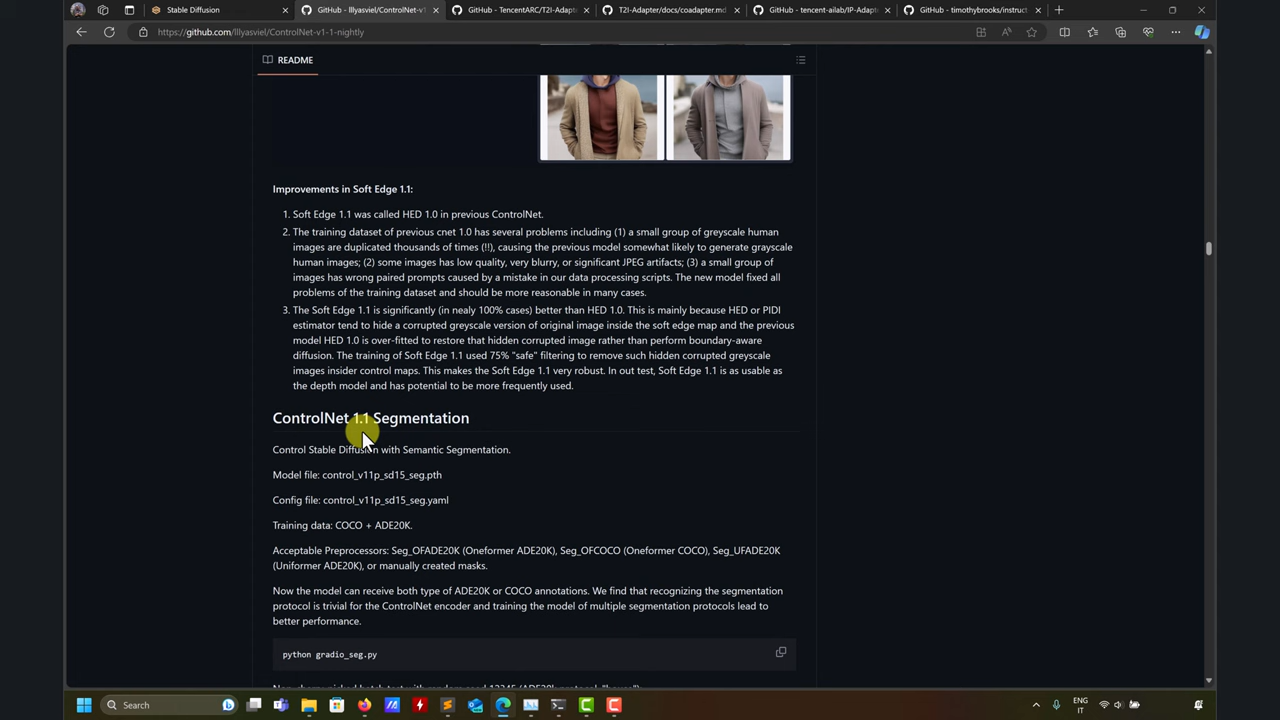 Stable Diffusion
GitHub - lllyasviel/ControlNet-v1
GitHub - TencentARC/T2I-Adapte
T2I-Adapter/docs/coadapter.md
GitHub - tencent-ailab/IP-Adapte
GitHub - timothybrooks/instruct
https://github.com/lllyasviel/ControlNet-v1-1-nightly
README
Improvements in Soft Edge 1.1:
1. Soft Edge 1.1 was called HED 1.0 in previous ControlNet.
2. The training dataset of previous cnet 1.0 has several problems including (1) a small group of greyscale human
images are duplicated thousands of times (!!), causing the previous model somewhat likely to generate grayscale
human images; (2) some images has low quality, very blurry, or significant JPEG artifacts; (3) a small group of
images has wrong paired prompts caused by a mistake in our data processing scripts. The new model fixed all
problems of the training dataset and should be more reasonable in many cases.
3. The Soft Edge 1.1 is significantly (in nealy 100% cases) better than HED 1.0. This is mainly because HED or PIDI
estimator tend to hide a corrupted greyscale version of original image inside the soft edge map and the previous
model HED 1.0 is over-fitted to restore that hidden corrupted image rather than perform boundary-aware
diffusion. The training of Soft Edge 1.1 used 75% "safe" filtering to remove such hidden corrupted greyscale
images insider control maps. This makes the Soft Edge 1.1 very robust. In out test, Soft Edge 1.1 is as usable as
the depth model and has potential to be more frequently used.
ControlNet 1.1 Segmentation
Control Stable Diffusion with Semantic Segmentation.
Model file: control_v11p_sd15_seg.pth
Config file: control_v11p_sd15_seg.yaml
Training data: COCO + ADE20K.
Acceptable Preprocessors: Seg_OFADE20K (Oneformer ADE20K), Seg_OFCOCO (Oneformer COCO), Seg_UFADE20K
(Uniformer ADE20K), or manually created masks.
Now the model can receive both type of ADE20K or COCO annotations. We find that recognizing the segmentation
protocol is trivial for the ControlNet encoder and training the model of multiple segmentation protocols lead to
better performance.
python gradio_seg.py
Non-cherry-picked batch test with random seed 12345 (ADE20k protocol, "house"):
Search
ENG
IT